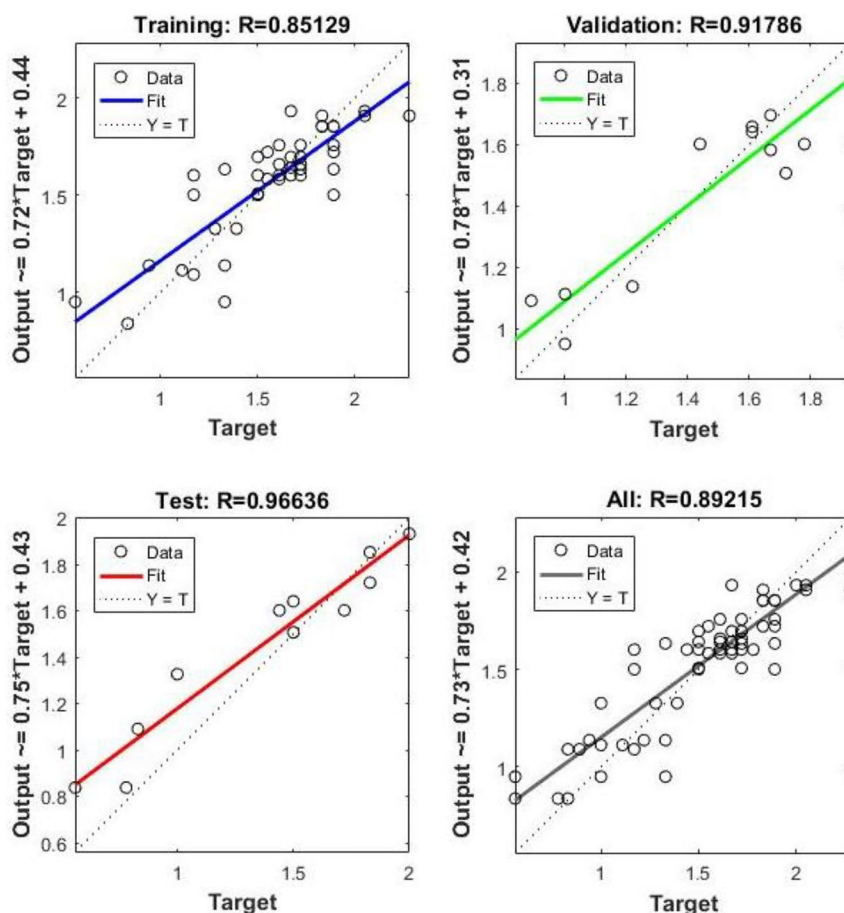 Training: R=0.85129
Output ~= 0.72*Target + 0.44
Data
Fit
Y = T
2
1.5
1
1
1.5
2
Target
Validation: R=0.91786
Output ~= 0.78*Target + 0.31
Data
Fit
Y = T
1.8
1.6
1.4
1.2
1
1
1.2
1.4
1.6
1.8
Target
Test: R=0.96636
Output ~= 0.75*Target + 0.43
Data
Fit
Y = T
2
1.8
1.6
1.4
1.2
1
0.8
0.6
1
1.5
2
Target
All: R=0.89215
Output ~= 0.73*Target + 0.42
Data
Fit
Y = T
2
1.5
1
1
1.5
2
Target